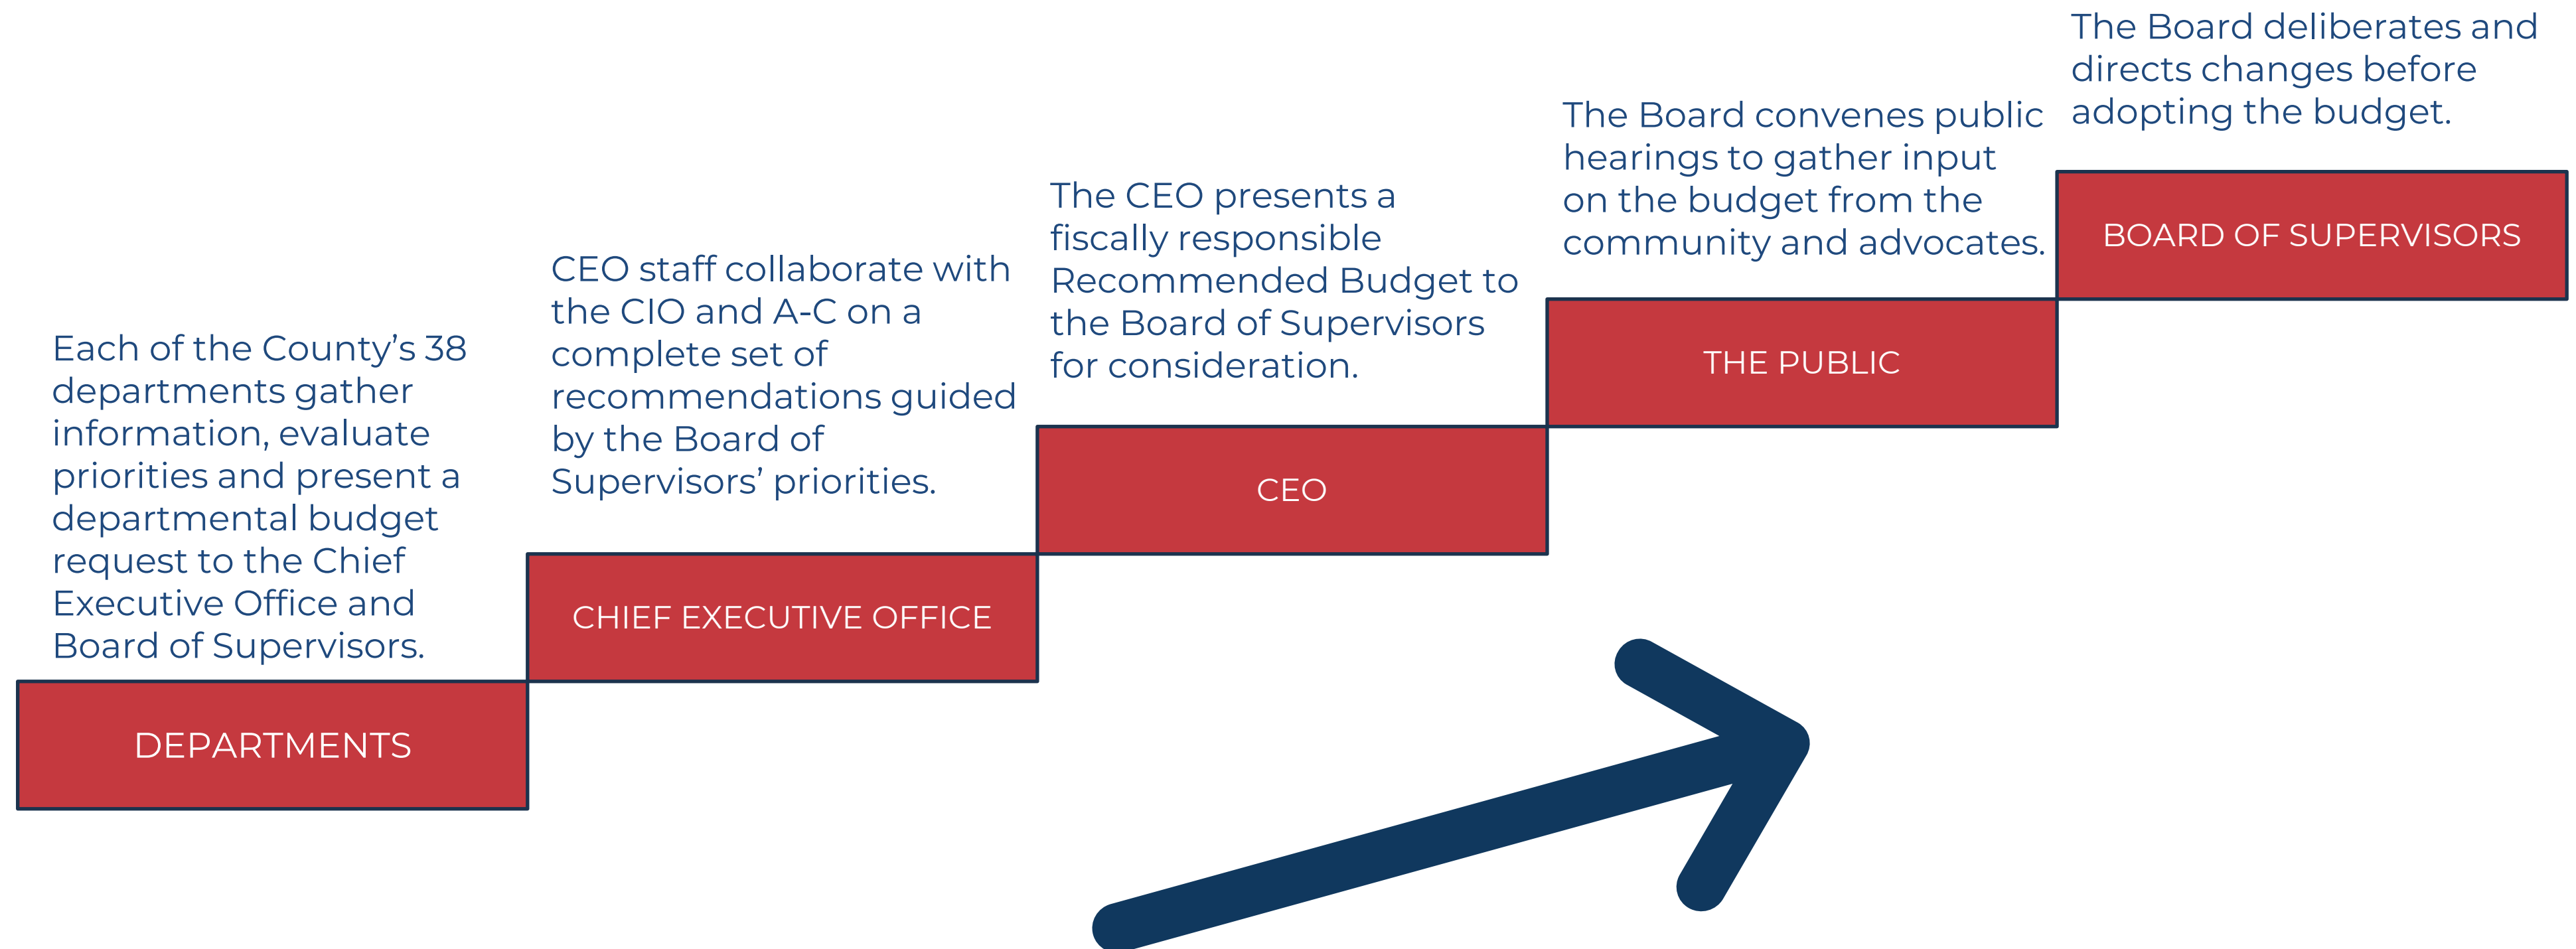 Each of the County’s 38
departments gather
information, evaluate
priorities and present a
departmental budget
request to the Chief
Executive Office and
Board of Supervisors.
DEPARTMENTS
CEO staff collaborate with
the CIO and A-C on a
complete set of
recommendations guided
by the Board of
Supervisors’ priorities.
CHIEF EXECUTIVE OFFICE
The CEO presents a
fiscally responsible
Recommended Budget to
the Board of Supervisors
for consideration.
CEO
The Board convenes public
hearings to gather input
on the budget from the
community and advocates.
THE PUBLIC
The Board deliberates and
directs changes before
adopting the budget.
BOARD OF SUPERVISORS